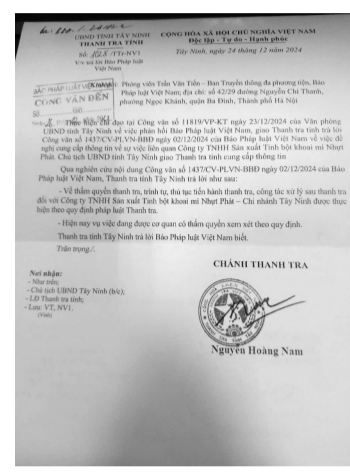 UBND TỈNH TÂY NINH
THANH TRA TỈNH
CỘNG HÒA XÃ HỘI CHỦ NGHĨA VIỆT NAM
Độc lập - Tự do - Hạnh phúc
Số: /TTr-NV1
V/v trả lời Báo Pháp luật
Việt Nam
Tây Ninh, ngày 24 tháng 12 năm 2024
BÁO PHÁP LUẬT VIỆT NAM
CÔNG VĂN ĐẾN
Phóng viên Trần Văn Tiến – Ban Truyền thông đa phương tiện, Báo
Pháp luật Việt Nam; địa chỉ: số 42/29 đường Nguyễn Chí Thanh,
phường Ngọc Khánh, quận Ba Đình, Thành phố Hà Nội
Thực hiện chỉ đạo tại Công văn số 11819/VP-KT ngày 23/12/2024 của Văn phòng
UBND tỉnh Tây Ninh về việc phản hồi Báo Pháp luật Việt Nam, giao Thanh tra tỉnh trả lời
Công văn số 1437/CV-PLVN-BBĐ ngày 02/12/2024 của Báo Pháp luật Việt Nam về việc đề
nghị cung cấp thông tin về sự việc liên quan Công ty TNHH Sản xuất Tinh bột khoai mì Nhựt
Phát. Chủ tịch UBND tỉnh Tây Ninh giao Thanh tra tỉnh cung cấp thông tin
Qua nghiên cứu nội dung Công văn số 1437/CV-PLVN-BBĐ ngày 02/12/2024 của Báo
Pháp luật Việt Nam, Thanh tra tỉnh Tây Ninh trả lời như sau:
- Về thẩm quyền thanh tra, trình tự, thủ tục tiến hành thanh tra, công tác xử lý sau thanh tra
đối với Công ty TNHH Sản xuất Tinh bột khoai mì Nhựt Phát – Chi nhánh Tây Ninh được thực
hiện theo quy định pháp luật Thanh tra.
- Hiện nay vụ việc đang được cơ quan có thẩm quyền xem xét theo quy định.
Thanh tra tỉnh Tây Ninh trả lời Báo Pháp luật Việt Nam biết.
Trân trọng./.
Nơi nhận:
- Như trên;
- Chủ tịch UBND Tây Ninh (b/c);
- LĐ Thanh tra tỉnh;
- Lưu: VT, NV1.
CHÁNH THANH TRA
Nguyễn Hoàng Nam